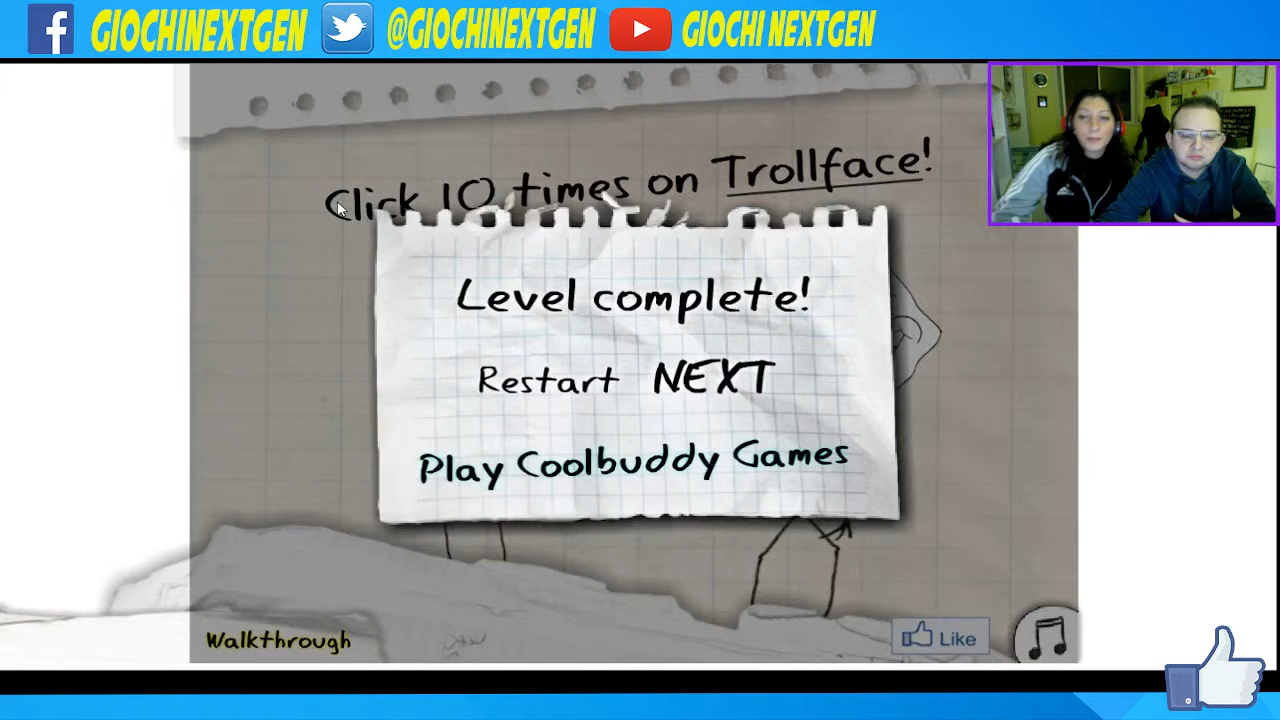 GIOCHINEXTGEN @GIOCHINEXTGEN GIOCHI NEXTGEN
Click 10 times on Trollface!
Level complete!
Restart NEXT
Play Coolbuddy Games
Walkthrough
Like